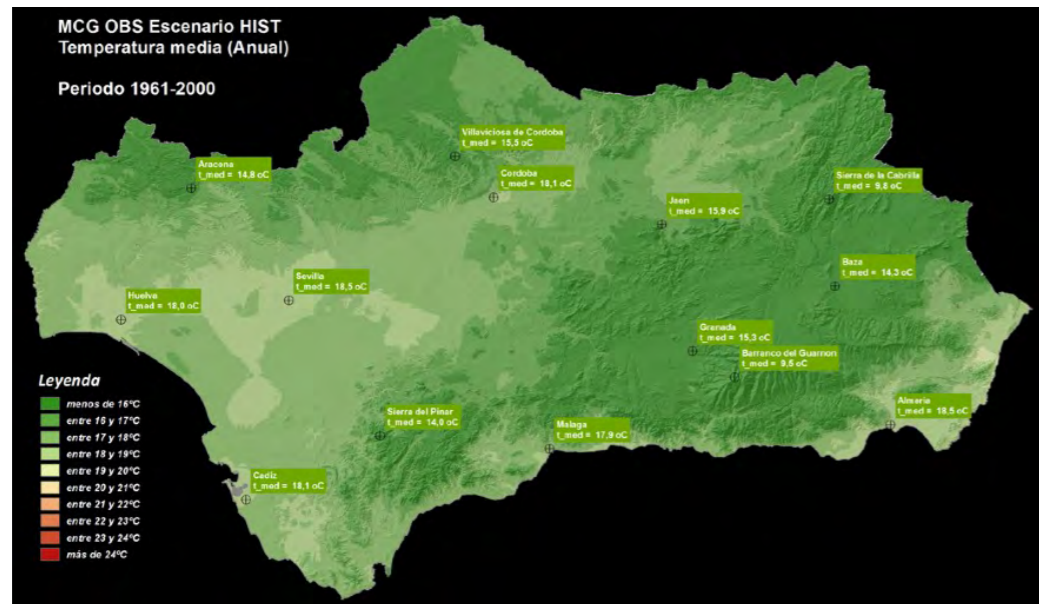 MCG OBS Escenario HIST
Temperatura media (Anual)
Periodo 1961-2000
Villaviciosa de Cordoba
t_med = 15,5 oC
Aracena
t_med = 14,8 oC
Cordoba
t_med = 18,1 oC
Sierra de la Cabrilla
t_med = 9,8 oC
Jaen
t_med = 15,9 oC
Baza
t_med = 14,3 oC
Sevilla
t_med = 18,5 oC
Huelva
t_med = 18,0 oC
Granada
t_med = 15,3 oC
Barranco del Guarnon
t_med = 9,5 oC
Almeria
t_med = 18,5 oC
Sierra del Pinar
t_med = 14,0 oC
Malaga
t_med = 17,9 oC
Cadiz
t_med = 18,1 oC
Leyenda
menos de 16ºC
entre 16 y 17ºC
entre 17 y 18ºC
entre 18 y 19ºC
entre 19 y 20ºC
entre 20 y 21ºC
entre 21 y 22ºC
entre 22 y 23ºC
entre 23 y 24ºC
más de 24ºC